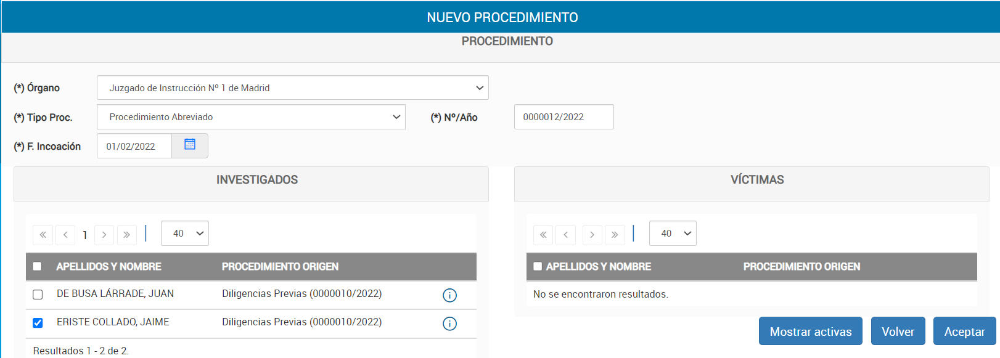 NUEVO PROCEDIMIENTO
PROCEDIMIENTO
(*) Órgano Juzgado de Instrucción Nº 1 de Madrid
(*) Tipo Proc. Procedimiento Abreviado (*) Nº/Año 0000012/2022
(*) F. Incoación 01/02/2022
INVESTIGADOS
« ‹ 1 › » 40
APELLIDOS Y NOMBRE PROCEDIMIENTO ORIGEN
DE BUSA LÁRRADE, JUAN Diligencias Previas (0000010/2022)
ERISTE COLLADO, JAIME Diligencias Previas (0000010/2022)
Resultados 1 - 2 de 2.
VÍCTIMAS
« ‹ › » 40
APELLIDOS Y NOMBRE PROCEDIMIENTO ORIGEN
No se encontraron resultados.
Mostrar activas Volver Aceptar